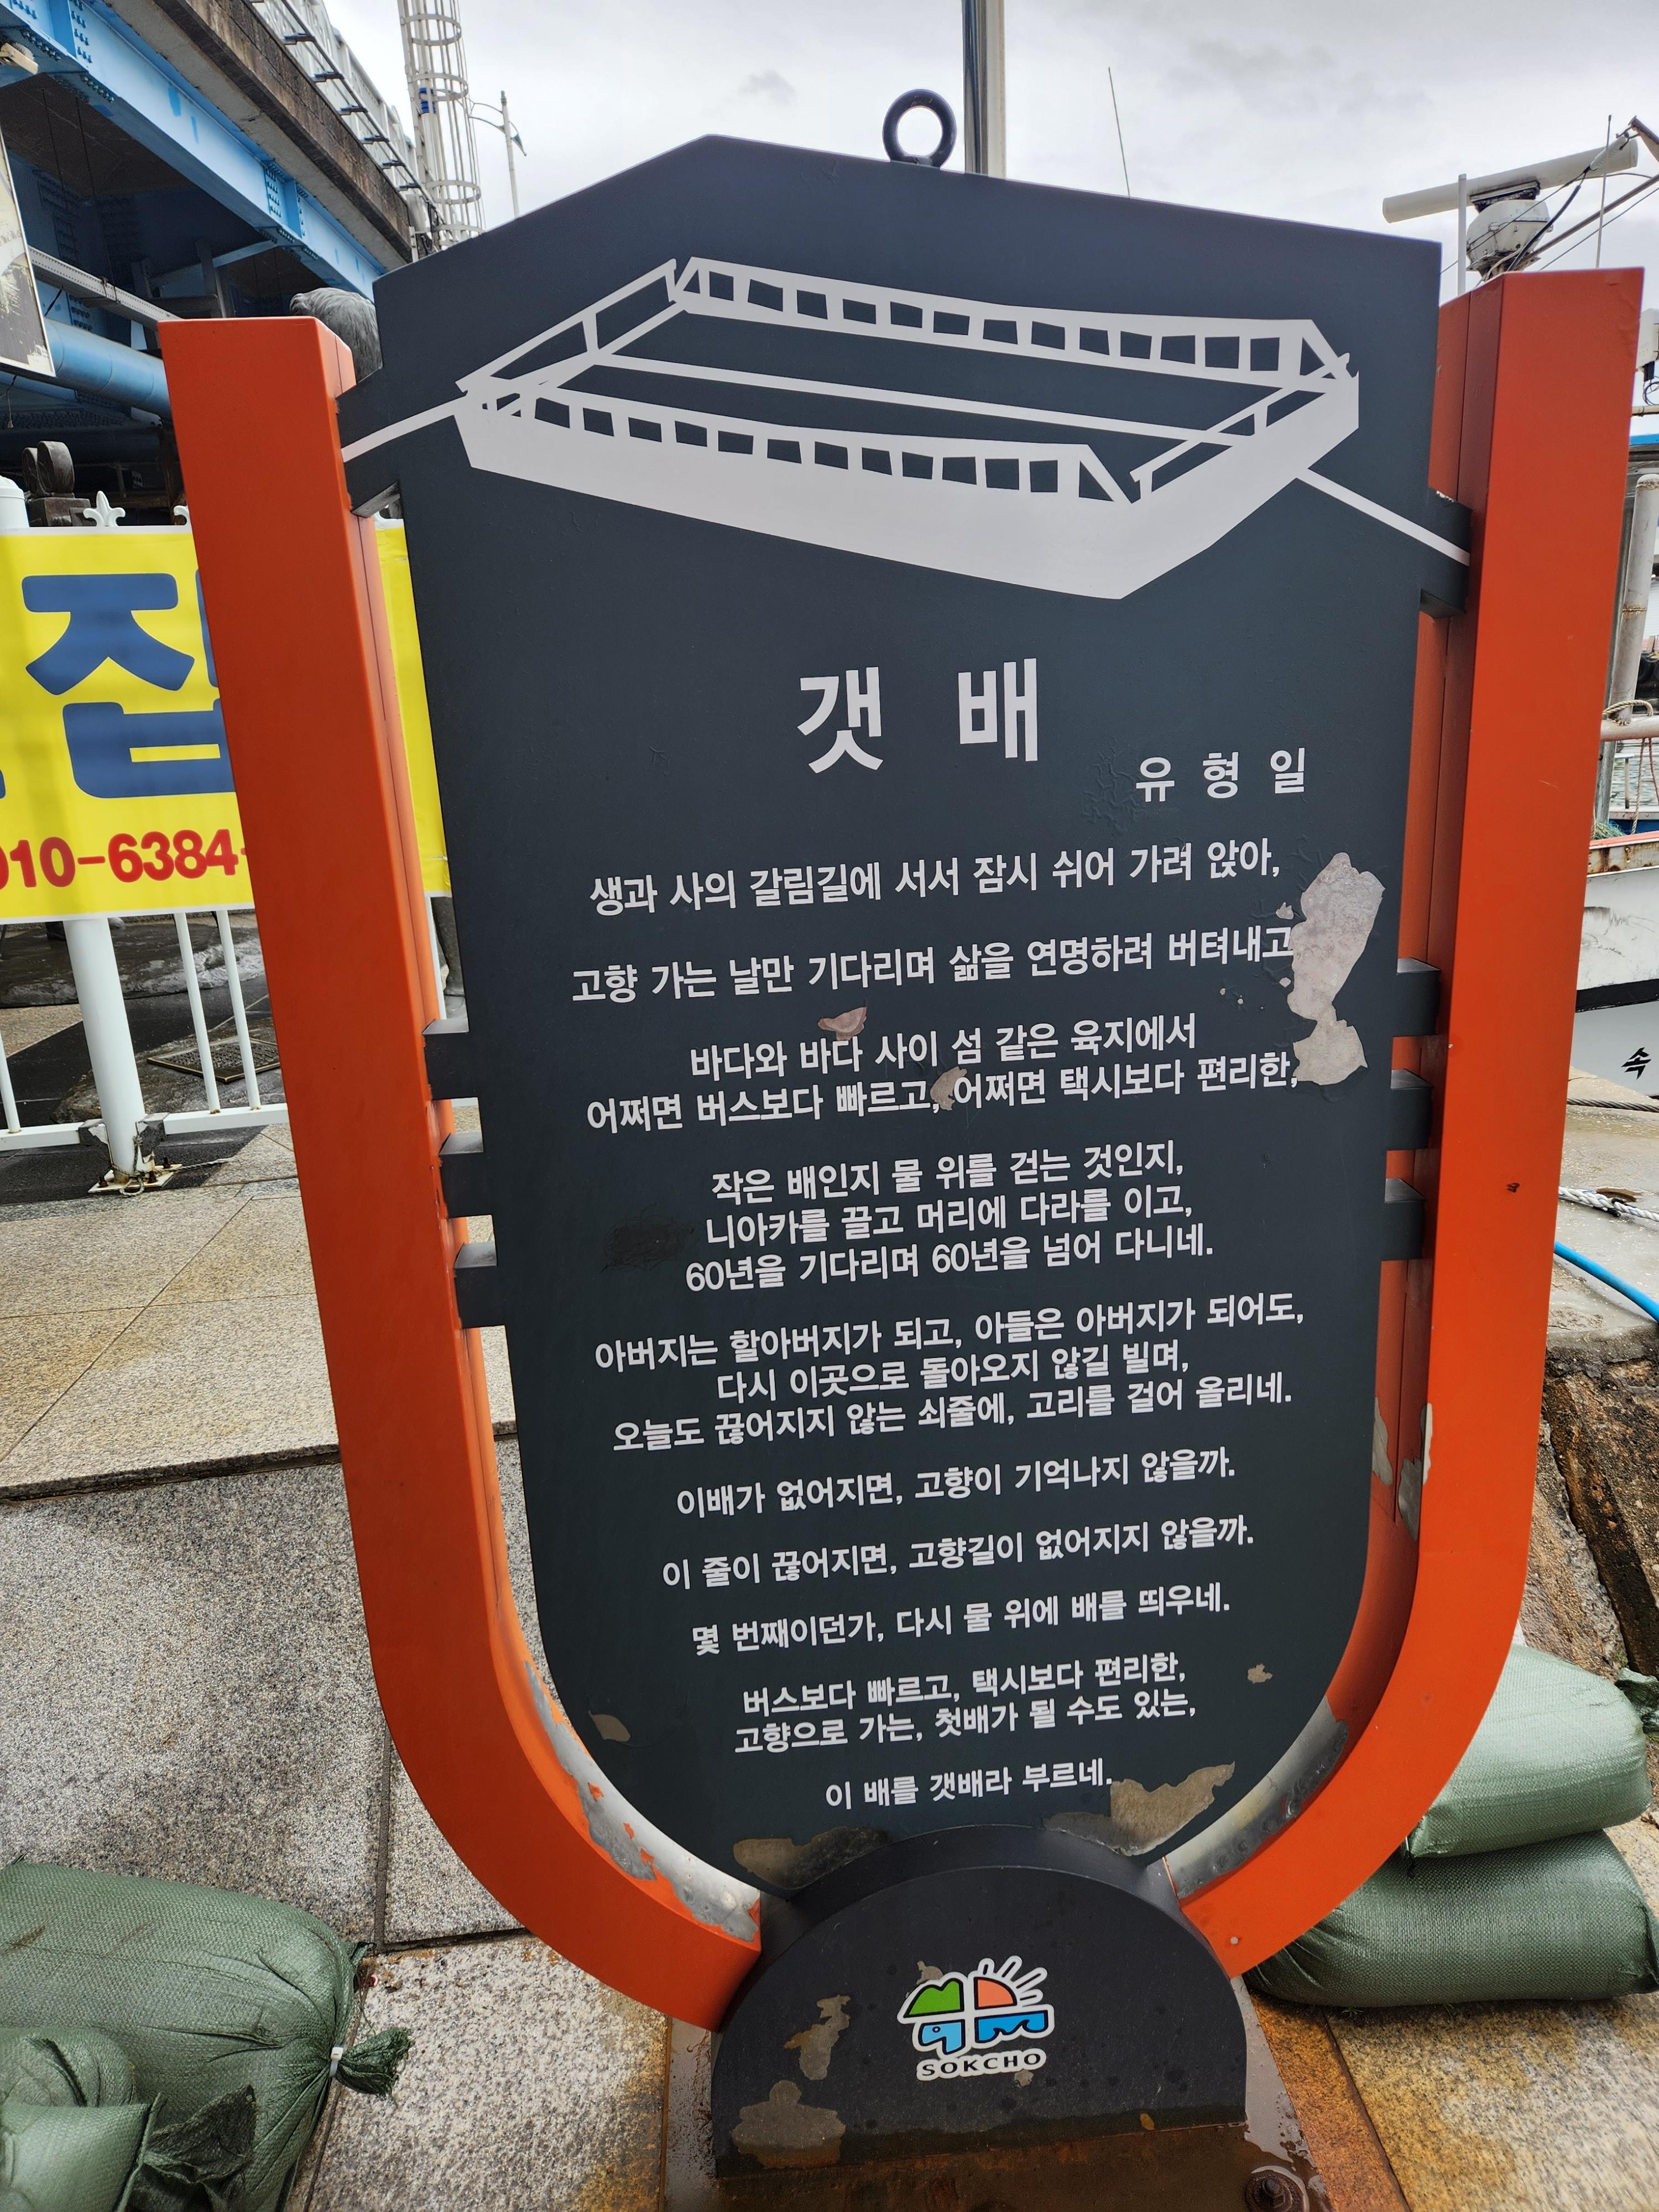 갯 배
유 형 일
생과 사의 갈림길에 서서 잠시 쉬어 가려 앉아,
고향 가는 날만 기다리며 삶을 연명하려 버텨내고
바다와 바다 사이 섬 같은 육지에서
어쩌면 버스보다 빠르고, 어쩌면 택시보다 편리한,
작은 배인지 물 위를 걷는 것인지,
니아카를 끌고 머리에 다라를 이고,
60년을 기다리며 60년을 넘어 다니네.
아버지는 할아버지가 되고, 아들은 아버지가 되어도,
다시 이곳으로 돌아오지 않길 빌며,
오늘도 끊어지지 않는 쇠줄에, 고리를 걸어 올리네.
이배가 없어지면, 고향이 기억나지 않을까.
이 줄이 끊어지면, 고향길이 없어지지 않을까.
몇 번째이던가, 다시 물 위에 배를 띄우네.
버스보다 빠르고, 택시보다 편리한,
고향으로 가는, 첫배가 될 수도 있는,
이 배를 갯배라 부르네.
SOKCHO
집
010-6384-
속